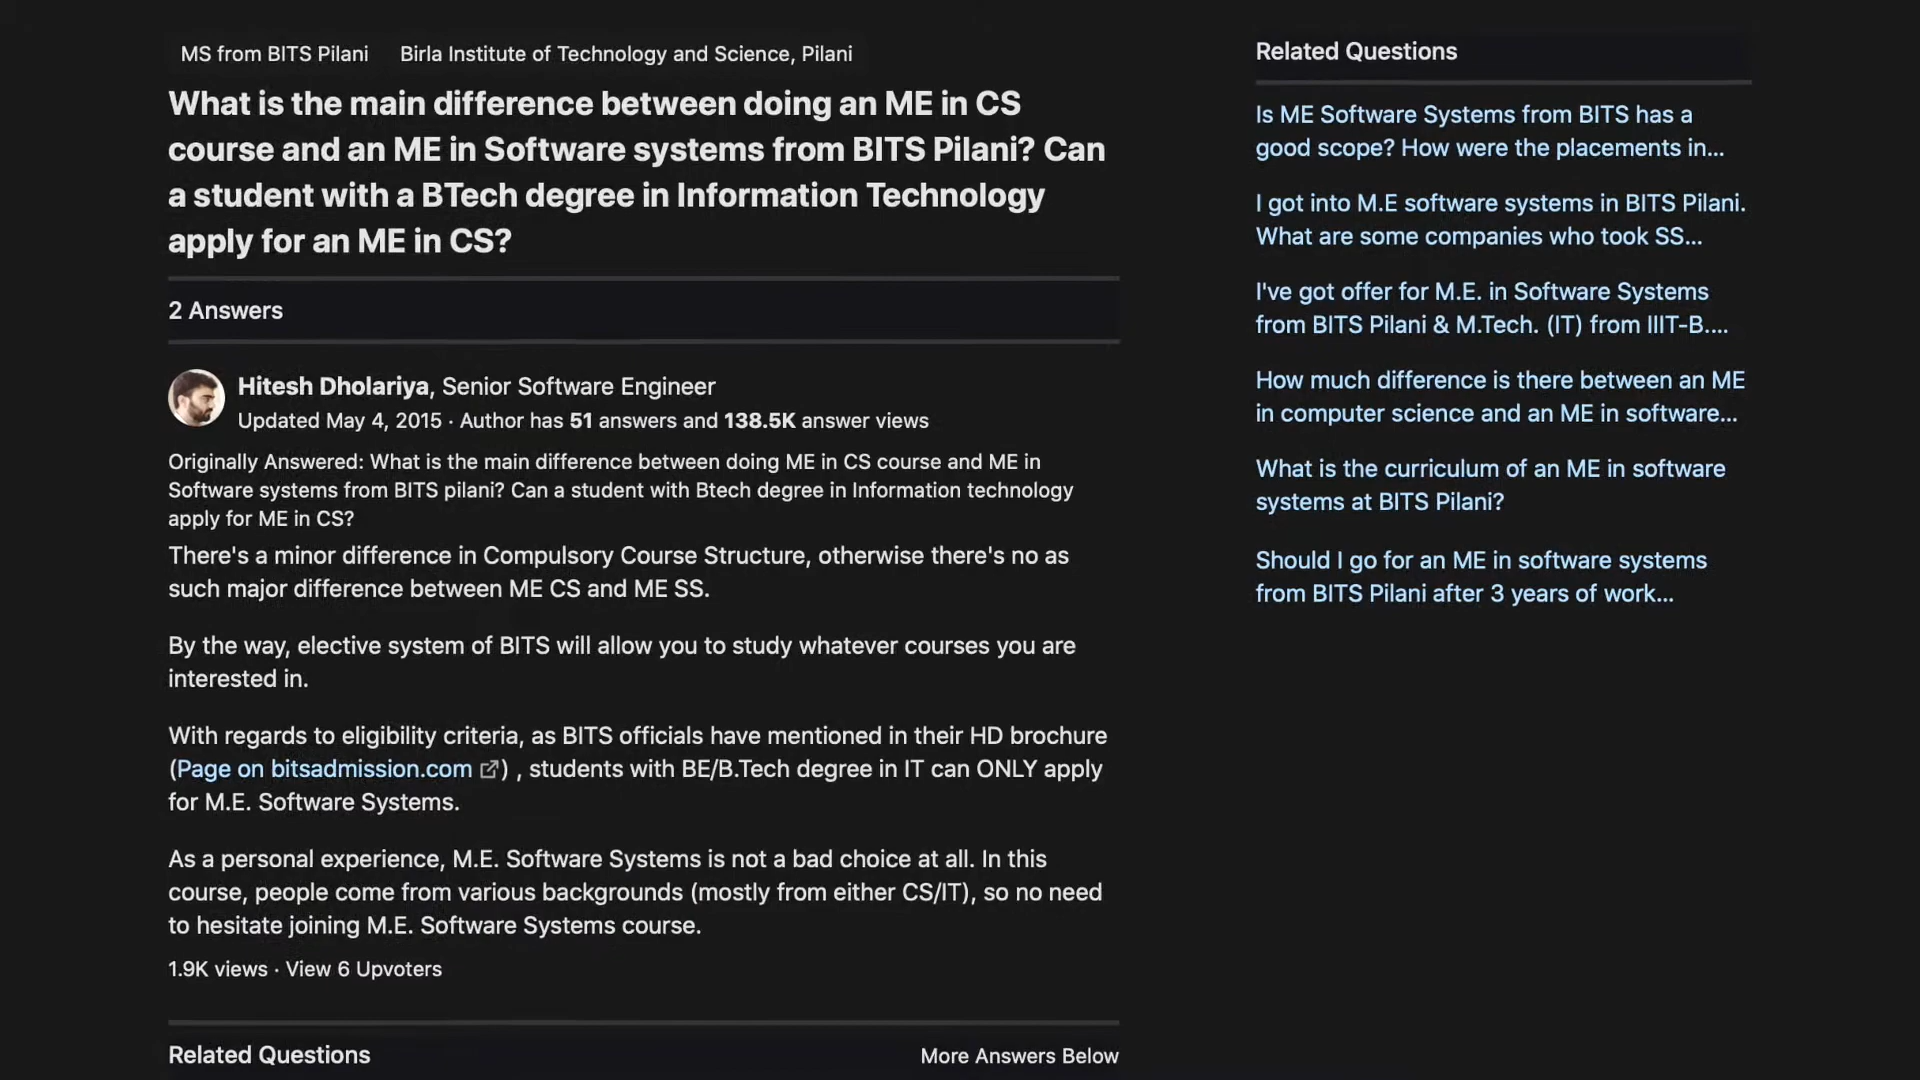 MS from BITS Pilani Birla Institute of Technology and Science, Pilani
What is the main difference between doing an ME in CS
course and an ME in Software systems from BITS Pilani? Can
a student with a BTech degree in Information Technology
apply for an ME in CS?
2 Answers
Hitesh Dholariya, Senior Software Engineer
Updated May 4, 2015 · Author has 51 answers and 138.5K answer views
Originally Answered: What is the main difference between doing ME in CS course and ME in
Software systems from BITS pilani? Can a student with Btech degree in Information technology
apply for ME in CS?
There's a minor difference in Compulsory Course Structure, otherwise there's no as
such major difference between ME CS and ME SS.
By the way, elective system of BITS will allow you to study whatever courses you are
interested in.
With regards to eligibility criteria, as BITS officials have mentioned in their HD brochure
(Page on bitsadmission.com ) , students with BE/B.Tech degree in IT can ONLY apply
for M.E. Software Systems.
As a personal experience, M.E. Software Systems is not a bad choice at all. In this
course, people come from various backgrounds (mostly from either CS/IT), so no need
to hesitate joining M.E. Software Systems course.
1.9K views · View 6 Upvoters
Related Questions More Answers Below
Related Questions
Is ME Software Systems from BITS has a
good scope? How were the placements in...
I got into M.E software systems in BITS Pilani.
What are some companies who took SS...
I've got offer for M.E. in Software Systems
from BITS Pilani & M.Tech. (IT) from IIIT-B....
How much difference is there between an ME
in computer science and an ME in software...
What is the curriculum of an ME in software
systems at BITS Pilani?
Should I go for an ME in software systems
from BITS Pilani after 3 years of work...